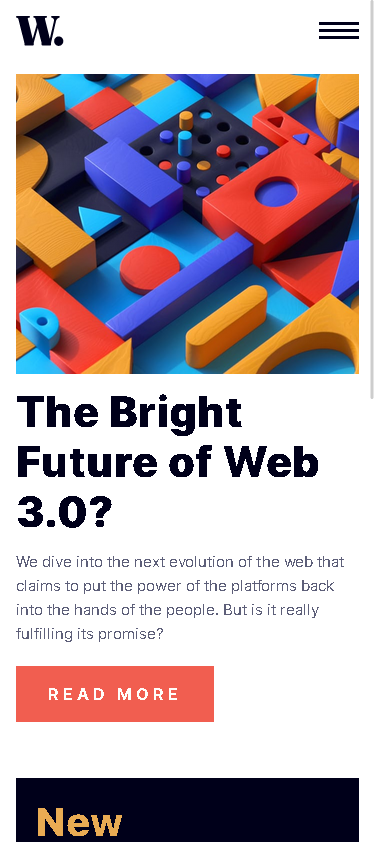 W.
The Bright
Future of Web
3.0?
We dive into the next evolution of the web that
claims to put the power of the platforms back
into the hands of the people. But is it really
fulfilling its promise?
READ MORE
New